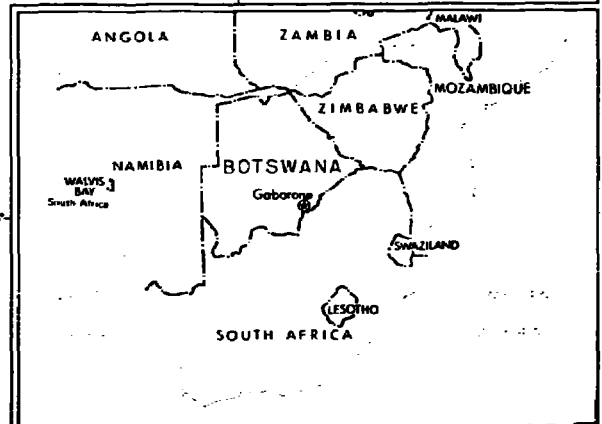 MALAWI
ANGOLA
ZAMBIA
MOZAMBIQUE
ZIMBABWE
NAMIBIA
BOTSWANA
WALVIS
BAY
South Africa
Gaborone
SWAZILAND
LESOTHO
SOUTH AFRICA